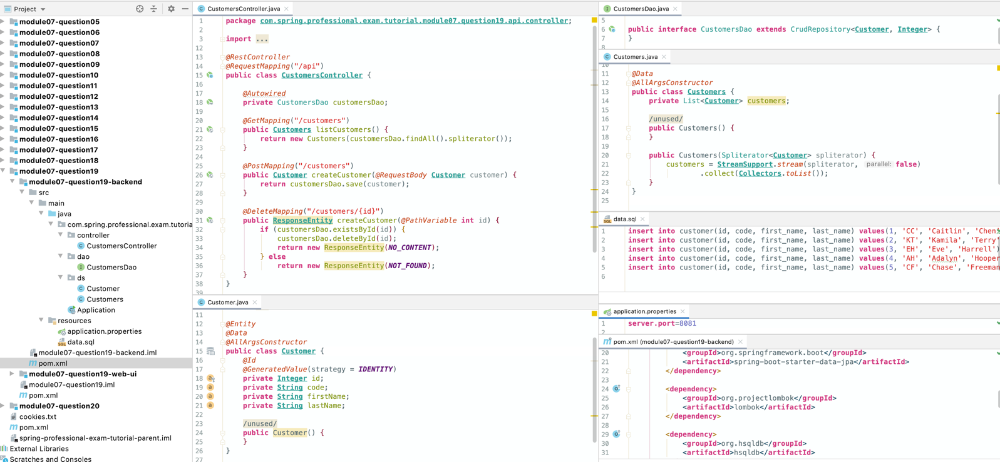 Project
module07-question05
module07-question06
module07-question07
module07-question08
module07-question09
module07-question10
module07-question11
module07-question12
module07-question13
module07-question14
module07-question15
module07-question16
module07-question17
module07-question18
module07-question19
module07-question19-backend
src
main
java
com.spring.professional.exam.tutoria
controller
CustomersController
dao
CustomersDao
ds
Customer
Customers
Application
resources
application.properties
data.sql
module07-question19-backend.iml
pom.xml
module07-question19-web-ui
module07-question19.iml
pom.xml
module07-question20
cookies.txt
pom.xml
spring-professional-exam-tutorial-parent.iml
External Libraries
Scratches and Consoles
CustomersController.java
1 package com.spring.professional.exam.tutorial.module07.question19.api.controller;
2
3 import ...
12
13 @RestController
14 @RequestMapping("/api")
15 public class CustomersController {
16
17 @Autowired
18 private CustomersDao customersDao;
19
20 @GetMapping("/customers")
21 public Customers listCustomers() {
22 return new Customers(customersDao.findAll().spliterator());
23 }
24
25 @PostMapping("/customers")
26 public Customer createCustomer(@RequestBody Customer customer) {
27 return customersDao.save(customer);
28 }
29
30 @DeleteMapping("/customers/{id}")
31 public ResponseEntity createCustomer(@PathVariable int id) {
32 if (customersDao.existsById(id)) {
33 customersDao.deleteById(id);
34 return new ResponseEntity(NO_CONTENT);
35 } else
36 return new ResponseEntity(NOT_FOUND);
37 }
38 }
39
Customer.java
11
12 @Entity
13 @Data
14 @AllArgsConstructor
15 public class Customer {
16 @Id
17 @GeneratedValue(strategy = IDENTITY)
18 private Integer id;
19 private String code;
20 private String firstName;
21 private String lastName;
22
23 /unused/
24 public Customer() {
25 }
26 }
27
CustomersDao.java
5
6 public interface CustomersDao extends CrudRepository<Customer, Integer> {
7 }
8
Customers.java
10
11 @Data
12 @AllArgsConstructor
13 public class Customers {
14 private List<Customer> customers;
15
16 /unused/
17 public Customers() {
18 }
19
20 public Customers(Spliterator<Customer> spliterator) {
21 customers = StreamSupport.stream(spliterator, parallel: false)
22 .collect(Collectors.toList());
23 }
24 }
25
data.sql
1 insert into customer(id, code, first_name, last_name) values(1, 'CC', 'Caitlin', 'Chen
2 insert into customer(id, code, first_name, last_name) values(2, 'KT', 'Kamila', 'Terry
3 insert into customer(id, code, first_name, last_name) values(3, 'EH', 'Eve', 'Harrell')
4 insert into customer(id, code, first_name, last_name) values(4, 'AH', 'Adalyn', 'Hooper
5 insert into customer(id, code, first_name, last_name) values(5, 'CF', 'Chase', 'Freeman
6
application.properties
1 server.port=8081
2
pom.xml (module07-question19-backend)
20 <groupId>org.springframework.boot</groupId>
21 <artifactId>spring-boot-starter-data-jpa</artifactId>
22 </dependency>
23
24 <dependency>
25 <groupId>org.projectlombok</groupId>
26 <artifactId>lombok</artifactId>
27 </dependency>
28
29 <dependency>
30 <groupId>org.hsqldb</groupId>
31 <artifactId>hsqldb</artifactId>